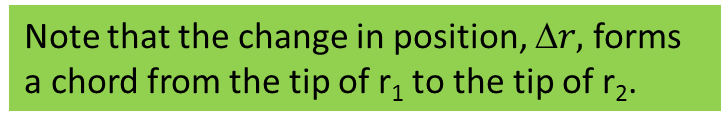 Note that the change in position, Δr, forms
a chord from the tip of r₁ to the tip of r₂.